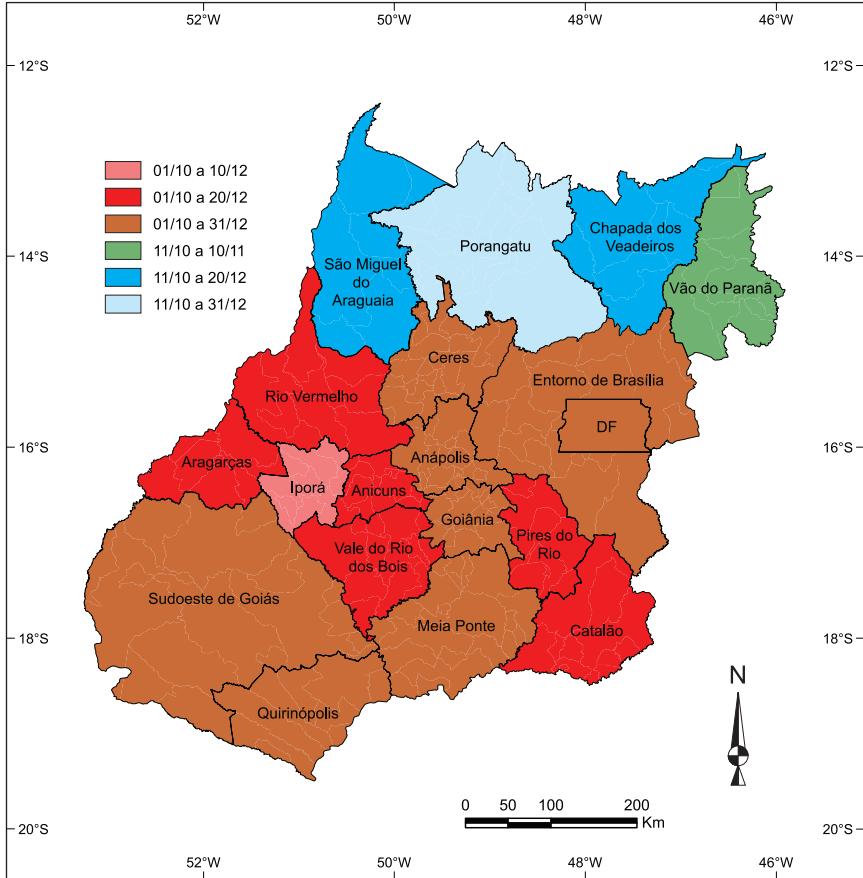 52°W 50°W 48°W 46°W
12°S 12°S
01/10 a 10/12
01/10 a 20/12
01/10 a 31/12
11/10 a 10/11
11/10 a 20/12
11/10 a 31/12
Chapada dos
Veadeiros
Porangatu
14°S 14°S
São Miguel
do
Araguaia
Vão do Paranã
Ceres
Entorno de Brasília
Rio Vermelho
DF
16°S 16°S
Anápolis
Aragarças
Iporá
Anicuns
Goiânia
Pires do
Rio
Vale do Rio
dos Bois
Sudoeste de Goiás
Meia Ponte
Catalão
18°S 18°S
N
Quirinópolis
0 50 100 200
Km
20°S 20°S
52°W 50°W 48°W 46°W